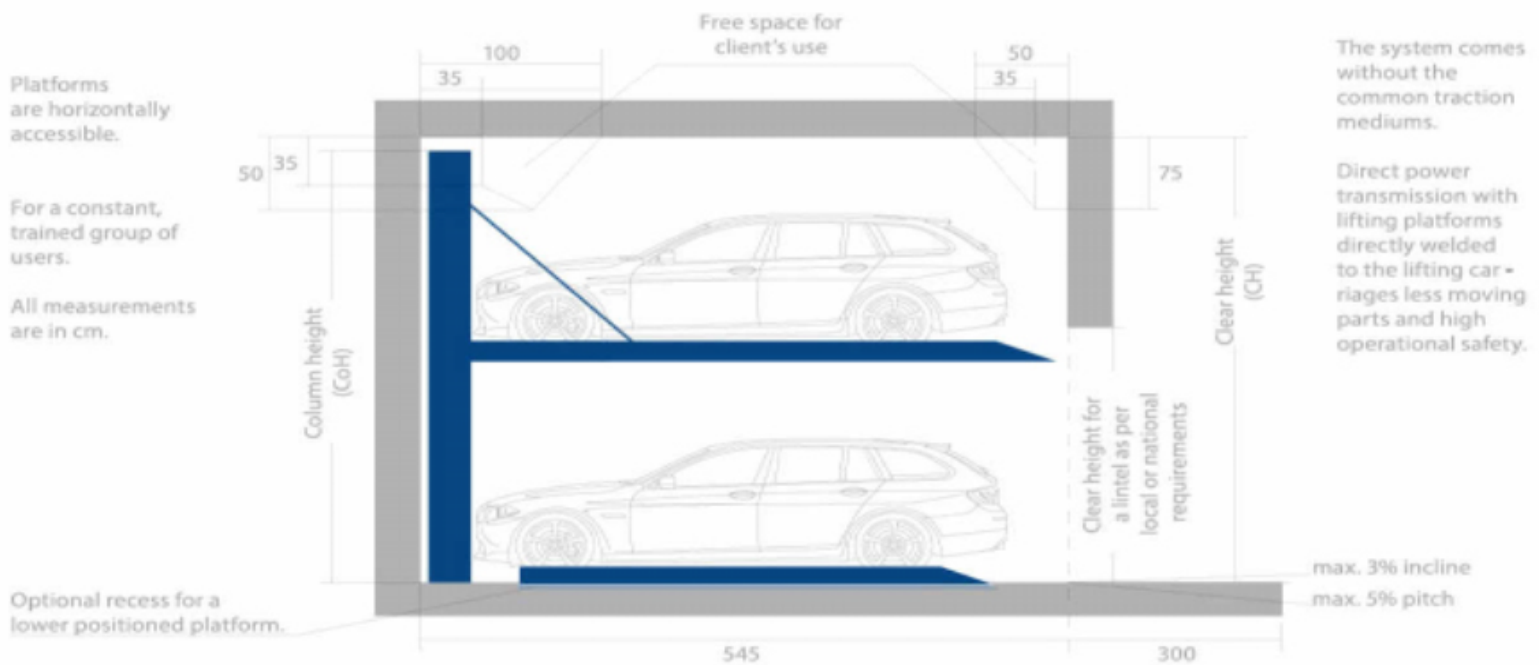 Platforms
are horizontally
accessible.
For a constant,
trained group of
users.
All measurements
are in cm.
Optional recess for a
lower positioned platform.
Free space for
client's use
100
35
50
35
50
35
75
Column height
(CoH)
Clear height
(CH)
Clear height for
a lintel as per
local or national
requirements
The system comes
without the
common traction
mediums.
Direct power
transmission with
lifting platforms
directly welded
to the lifting car-
riages less moving
parts and high
operational safety.
max. 3% incline
max. 5% pitch
545
300